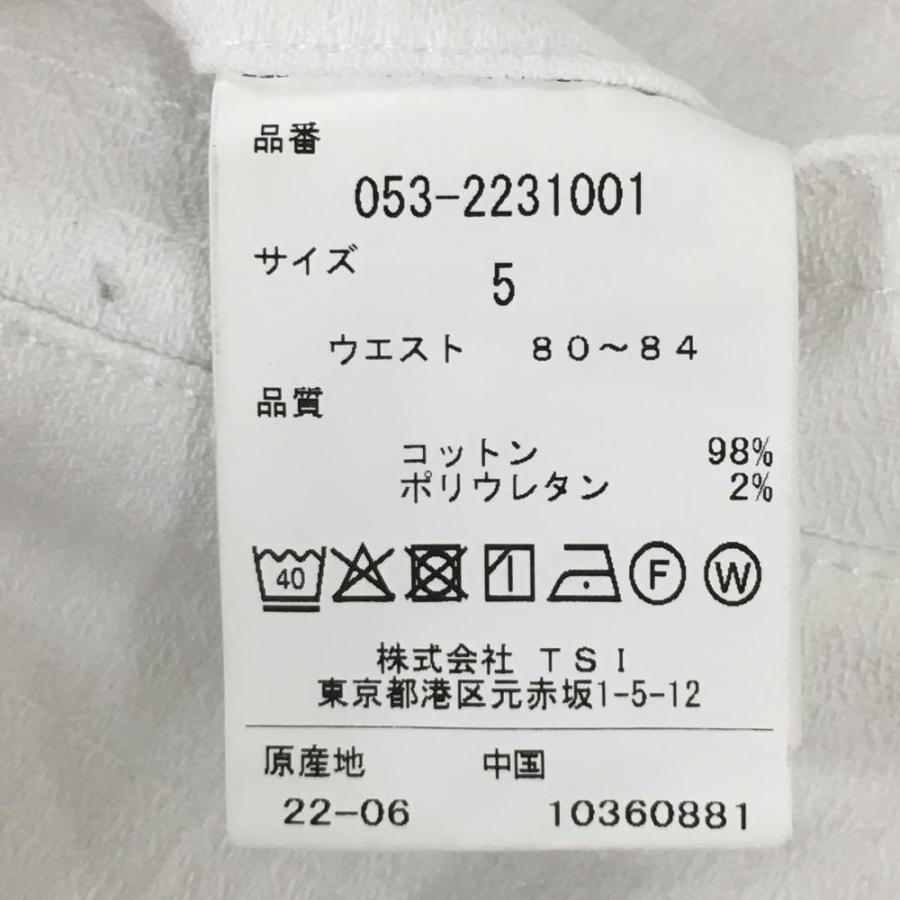 品番
053-2231001
サイズ
5
ウエスト 80~84
品質
コットン 98%
ポリウレタン 2%
40 F W
株式会社 TSI
東京都港区元赤坂1-5-12
原産地 中国
22-06 10360881